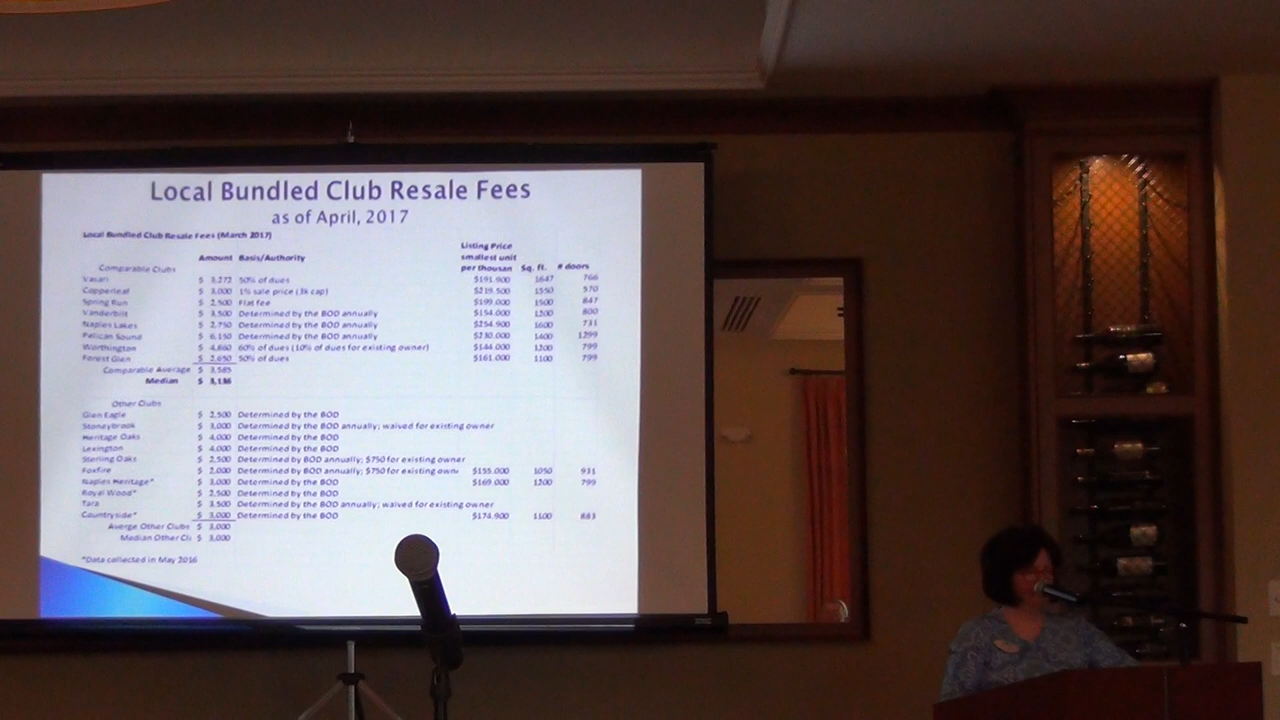 Local Bundled Club Resale Fees
as of April, 2017
Local Bundled Club Resale Fees (March 2017)
Comparable Clubs Amount Basis/Authority Listing Price smallest unit per thousan Sq. ft. # doors
Vasari $ 3,272 50% of dues $191.900 1647 766
Copperleaf $ 3,000 1% sale price (3k cap) $219.500 1550 570
Spring Run $ 2,500 Flat fee $199.000 1500 847
Vanderbilt $ 3,500 Determined by the BOD annually $154.000 1200 800
Naples Lakes $ 2,750 Determined by the BOD annually $254.900 1600 731
Pelican Sound $ 6,150 Determined by the BOD annually $230.000 1400 1299
Worthington $ 4,860 60% of dues (10% of dues for existing owner) $144.000 1200 799
Forest Glen $ 2,650 50% of dues $161.000 1100 799
Comparable Average $ 3,585
Median $ 3,136
Other Clubs
Glen Eagle $ 2,500 Determined by the BOD
Stoneybrook $ 3,000 Determined by the BOD annually; waived for existing owner
Heritage Oaks $ 4,000 Determined by the BOD
Lexington $ 4,000 Determined by the BOD
Sterling Oaks $ 2,500 Determined by BOD annually; $750 for existing owner
Foxfire $ 2,000 Determined by BOD annually; $750 for existing own $155.000 1050 931
Naples Heritage* $ 3,000 Determined by the BOD $169.000 1200 799
Royal Wood* $ 2,500 Determined by the BOD
Tara $ 3,500 Determined by the BOD annually; waived for existing owner
Countryside* $ 3,000 Determined by the BOD $174.900 1100 883
Averge Other Clubs $ 3,000
Median Other Cl $ 3,000
*Data collected in May 2016